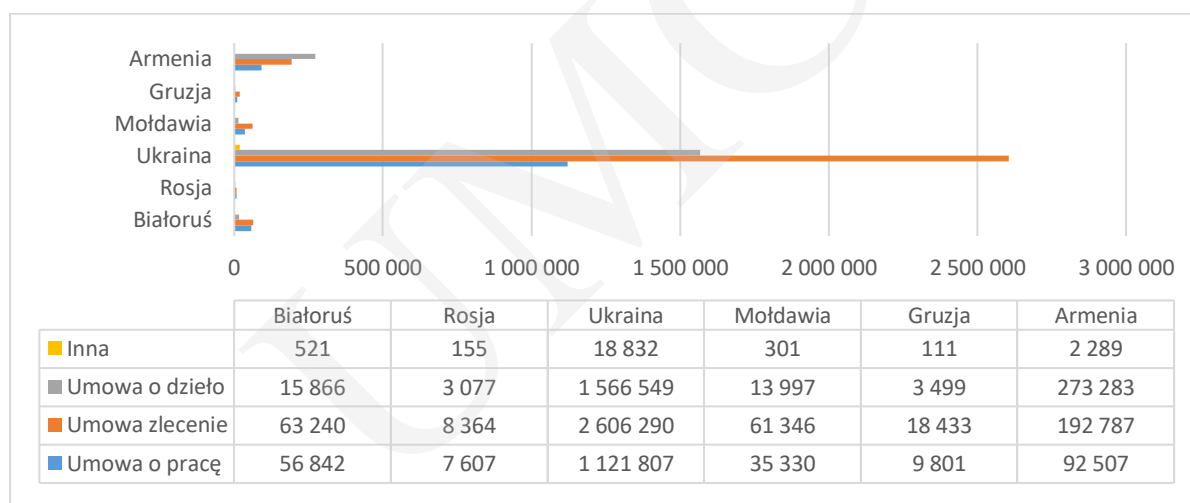 Armenia
Gruzja
Mołdawia
Ukraina
Rosja
Białoruś
0 500 000 1 000 000 1 500 000 2 000 000 2 500 000 3 000 000
Białoruś Rosja Ukraina Mołdawia Gruzja Armenia
Inna 521 155 18 832 301 111 2 289
Umowa o dzieło 15 866 3 077 1 566 549 13 997 3 499 273 283
Umowa zlecenie 63 240 8 364 2 606 290 61 346 18 433 192 787
Umowa o pracę 56 842 7 607 1 121 807 35 330 9 801 92 507
UMC